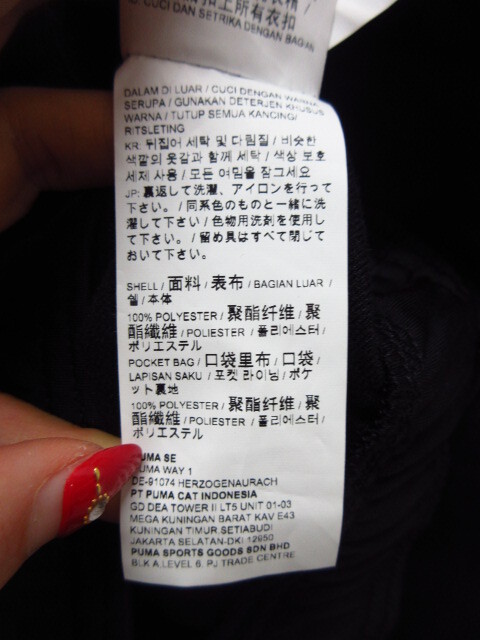 扣上所有衣扣
CUCI DAN SETRIKA DENGAN BAGIAN
DALAM DI LUAR / CUCI DENGAN WARNA
SERUPA / GUNAKAN DETERJEN KHUSUS
WARNA / TUTUP SEMUA KANCING/
RITSLETING
KR: 뒤집어 세탁 및 다림질 / 비슷한
색깔의 옷감과 함께 세탁 / 색상 보호
세제 사용 / 모든 여밈을 잠그세요
JP: 裏返して洗濯、アイロンを行って
下さい。/ 同系色のものと一緒に洗
濯して下さい / 色物用洗剤を使用し
て下さい。/ 留め具はすべて閉じて
おいて下さい。
SHELL / 面料 / 表布 / BAGIAN LUAR /
쉘 / 本体
100% POLYESTER / 聚酯纤维 / 聚
酯纖維 / POLIESTER / 폴리에스터 /
ポリエステル
POCKET BAG / 口袋里布 / 口袋 /
LAPISAN SAKU / 포켓 라이닝 / ポケ
ット裏地
100% POLYESTER / 聚酯纤维 / 聚
酯纖維 / POLIESTER / 폴리에스터 /
ポリエステル
PUMA SE
PUMA WAY 1
DE-91074 HERZOGENAURACH
PT PUMA CAT INDONESIA
GD DEA TOWER II LT5 UNIT 01-03
MEGA KUNINGAN BARAT KAV E43
KUNINGAN TIMUR, SETIABUDI
JAKARTA SELATAN-DKI 12950
PUMA SPORTS GOODS SDN BHD
BLK A, LEVEL 6, PJ TRADE CENTRE